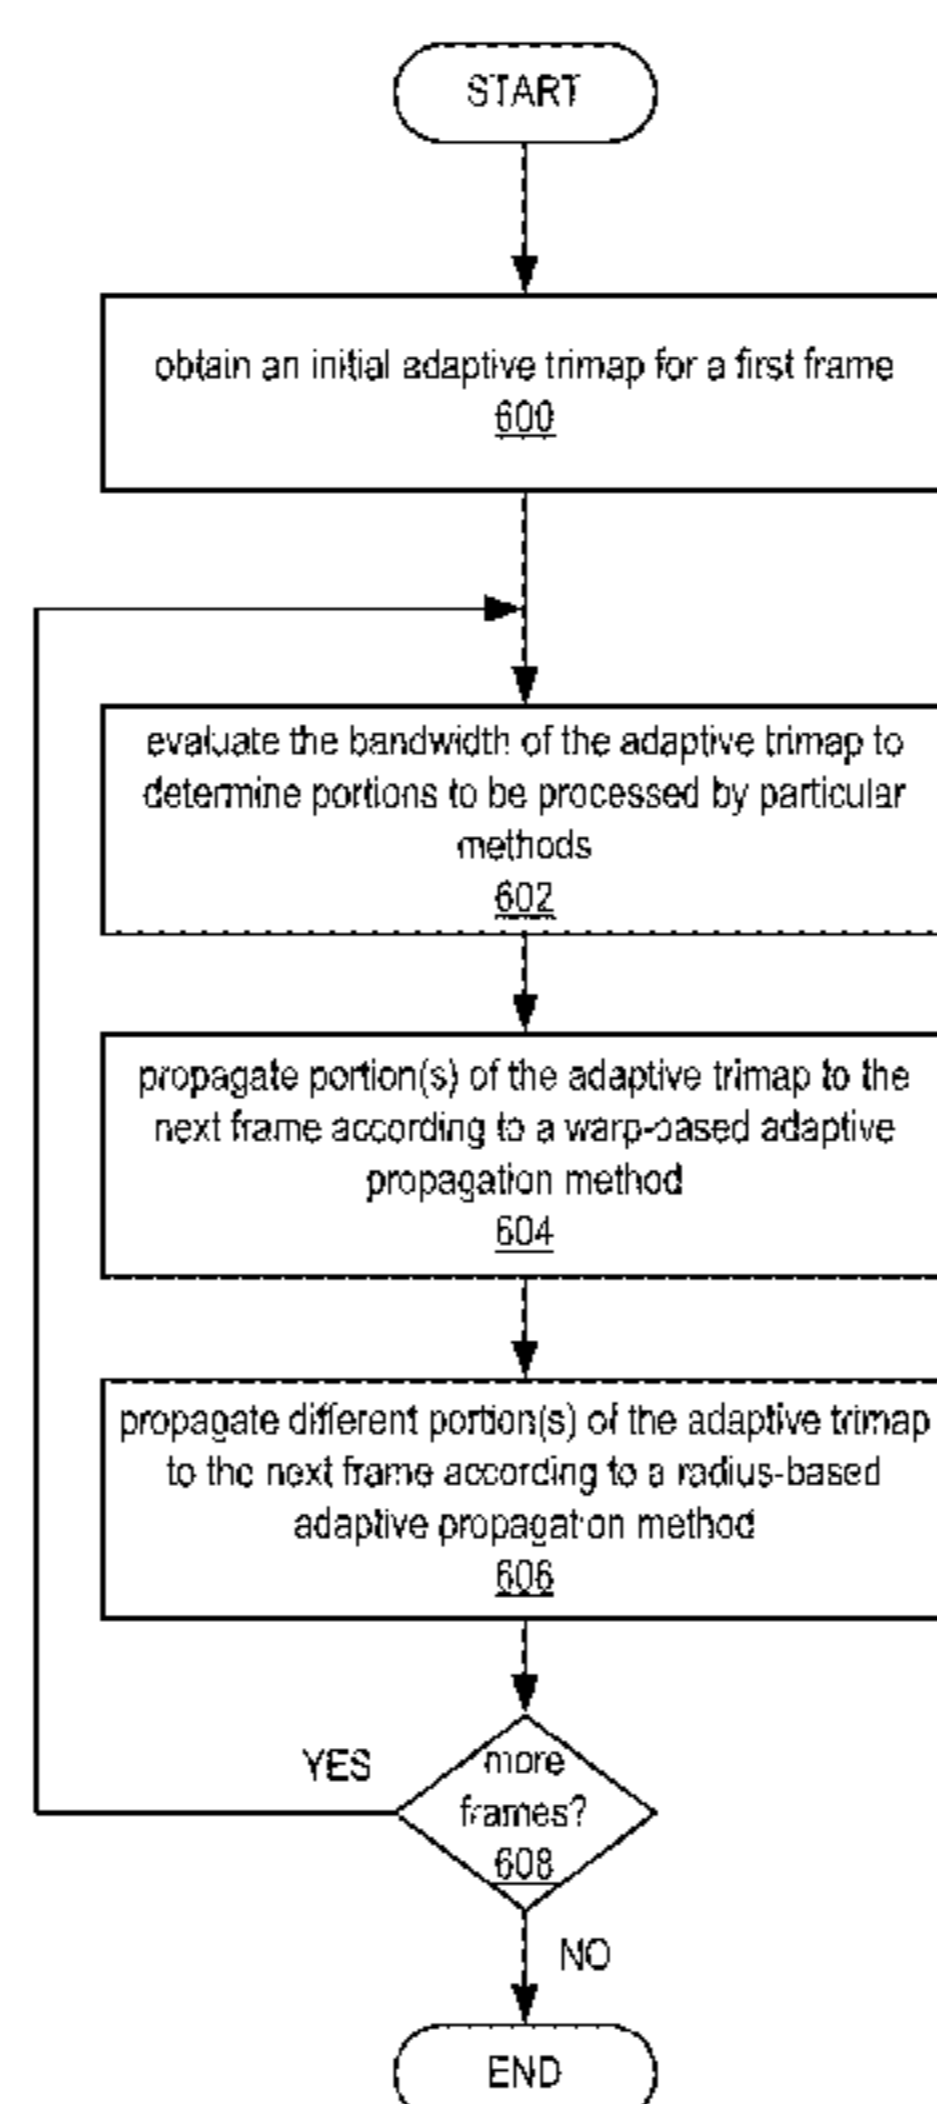 START
obtain an initial adaptive trimap for a first frame
600
evaluate the bandwidth of the adaptive trimap to
determine portions to be processed by particular
methods
602
propagate portion(s) of the adaptive trimap to the
next frame according to a warp-based adaptive
propagation method
604
propagate different portion(s) of the adaptive trimap
to the next frame according to a radius-based
adaptive propagation method
606
YES
more
frames?
608
NO
END